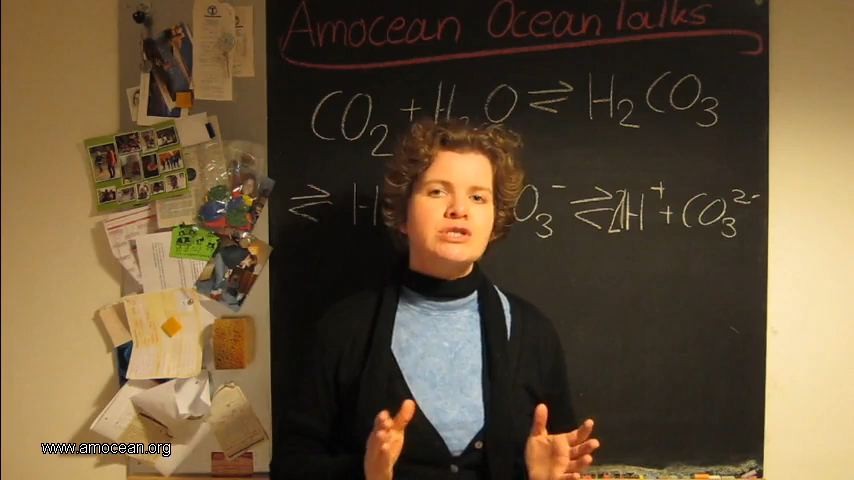 Amocean Ocean Talks
CO2 + H2O ⇌ H2CO3
⇌ H O3⁻ ⇌ 2H⁺ + CO3²⁻
www.amocean.org